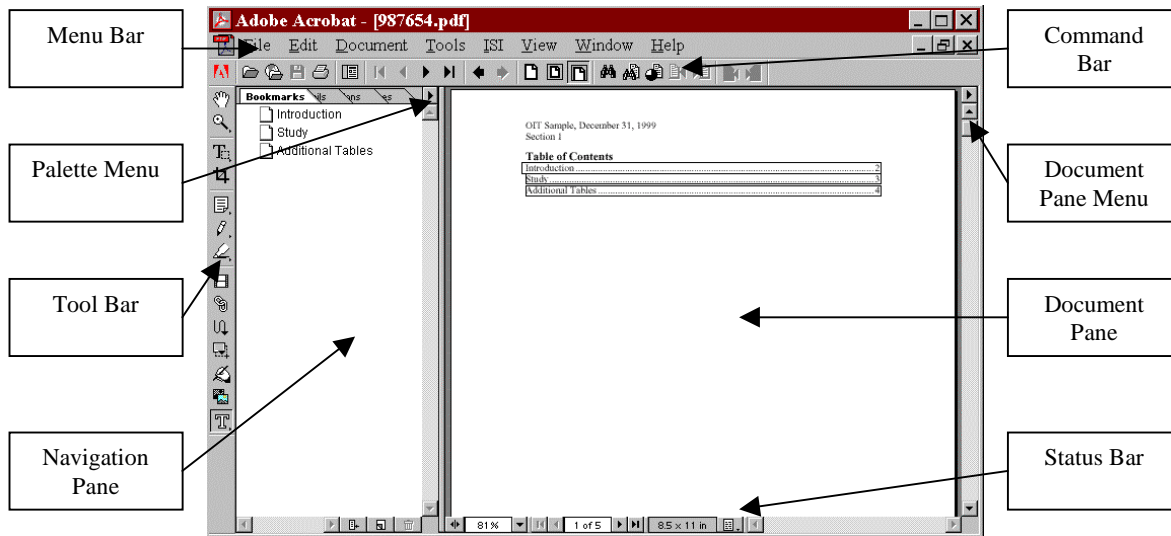 Menu Bar
Palette Menu
Tool Bar
Navigation
Pane
Adobe Acrobat - [987654.pdf]
File Edit Document Tools ISI View Window Help
Bookmarks
Introduction
Study
Additional Tables
OIT Sample, December 31, 1999
Section 1
Table of Contents
Introduction ........ 2
Study ........ 3
Additional Tables ........ 4
81%
1 of 5
8.5 x 11 in
Command
Bar
Document
Pane Menu
Document
Pane
Status Bar